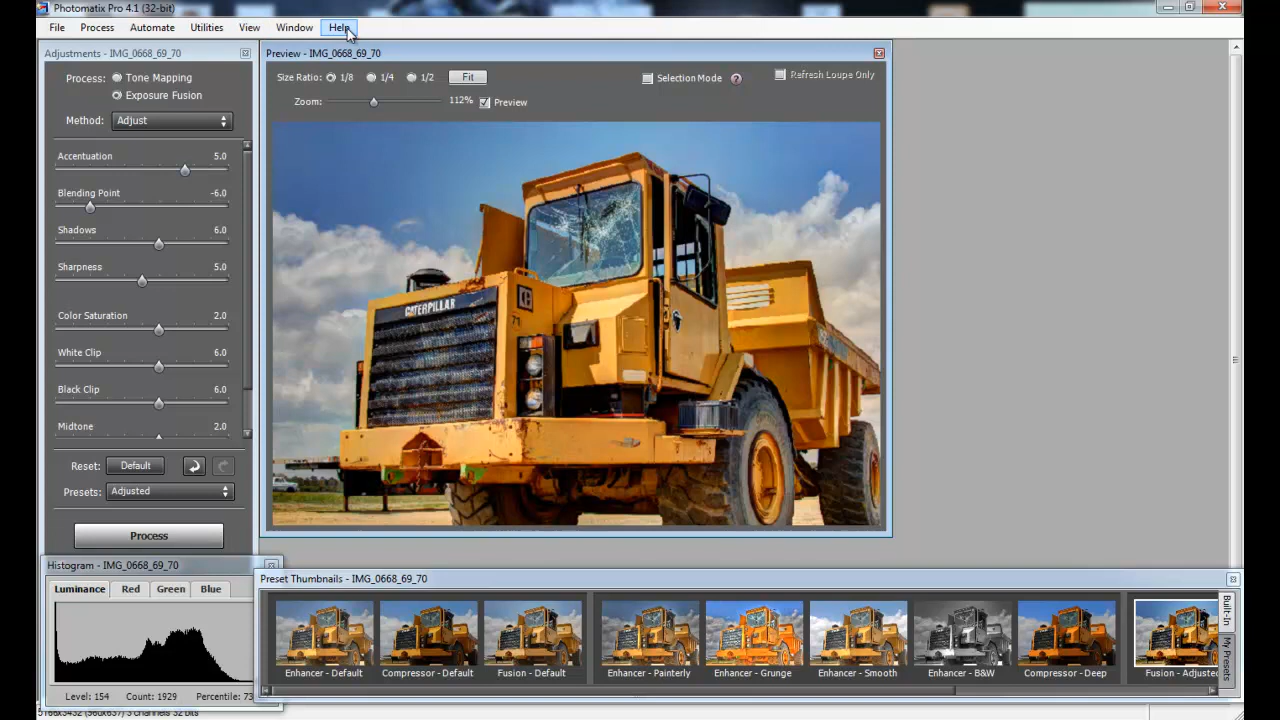 Photomatix Pro 4.1 (32-bit)
File Process Automate Utilities View Window Help
Adjustments - IMG_0668_69_70
Process: Tone Mapping
Exposure Fusion
Method: Adjust
Accentuation 5.0
Blending Point -6.0
Shadows 6.0
Sharpness 5.0
Color Saturation 2.0
White Clip 6.0
Black Clip 6.0
Midtone 2.0
Reset: Default
Presets: Adjusted
Process
Preview - IMG_0668_69_70
Size Ratio: 1/8 1/4 1/2 Fit
Selection Mode ? Refresh Loupe Only
Zoom: 112% Preview
CATERPILLAR
Histogram - IMG_0668_69_70
Luminance Red Green Blue
Level: 154 Count: 1929 Percentile: 73
Preset Thumbnails - IMG_0668_69_70
Enhancer - Default Compressor - Default Fusion - Default Enhancer - Painterly Enhancer - Grunge Enhancer - Smooth Enhancer - B&W Compressor - Deep Fusion - Adjusted
Built-In
My Presets